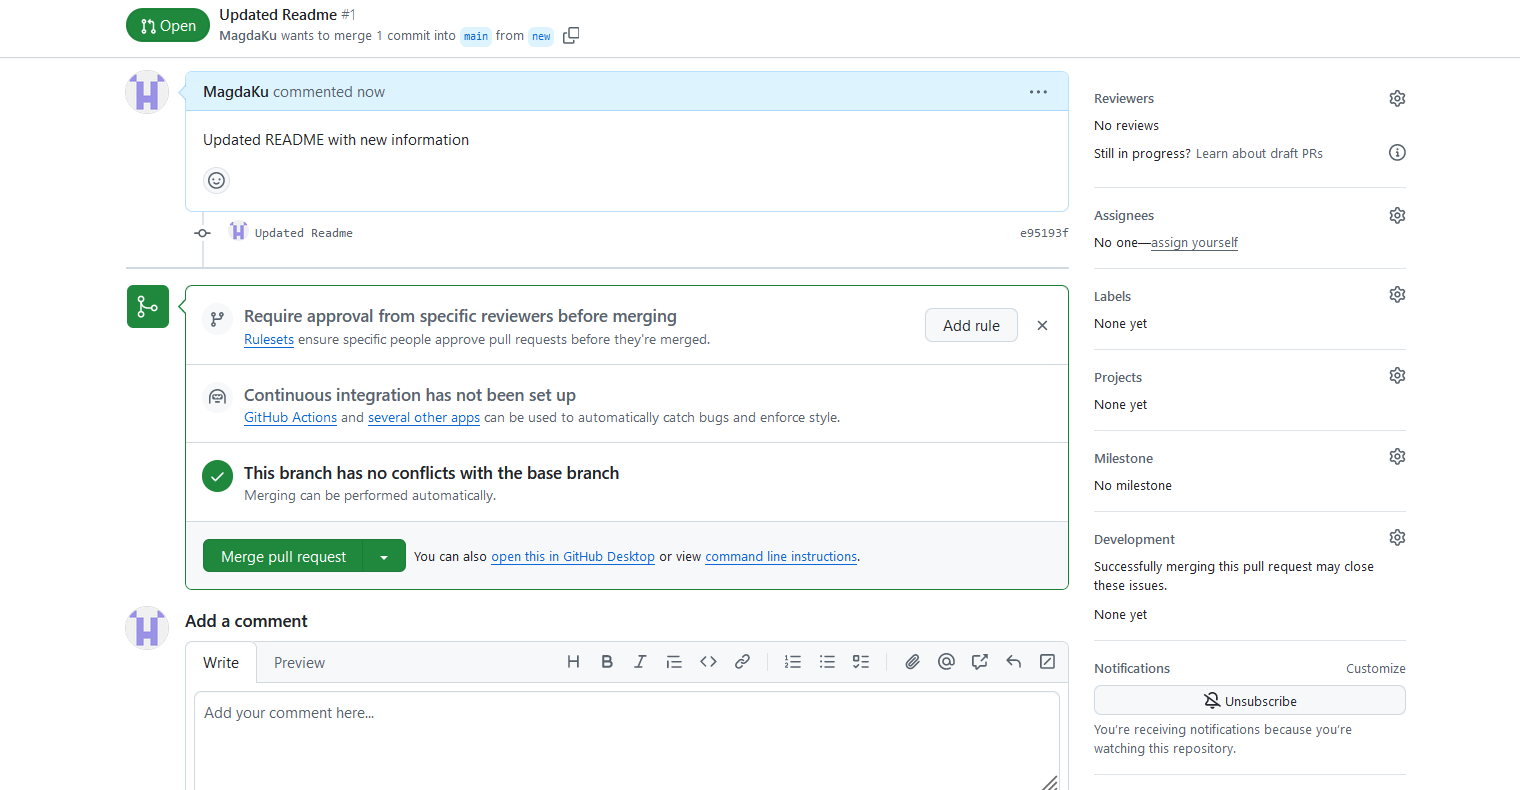 Open
Updated Readme #1
MagdaKu wants to merge 1 commit into main from new
MagdaKu commented now
Updated README with new information
Updated Readme e95193f
Require approval from specific reviewers before merging
Rulesets ensure specific people approve pull requests before they're merged.
Add rule
Continuous integration has not been set up
GitHub Actions and several other apps can be used to automatically catch bugs and enforce style.
This branch has no conflicts with the base branch
Merging can be performed automatically.
Merge pull request You can also open this in GitHub Desktop or view command line instructions.
Add a comment
Write Preview
Add your comment here...
Reviewers
No reviews
Still in progress? Learn about draft PRs
Assignees
No one—assign yourself
Labels
None yet
Projects
None yet
Milestone
No milestone
Development
Successfully merging this pull request may close
these issues.
None yet
Notifications Customize
Unsubscribe
You're receiving notifications because you're
watching this repository.